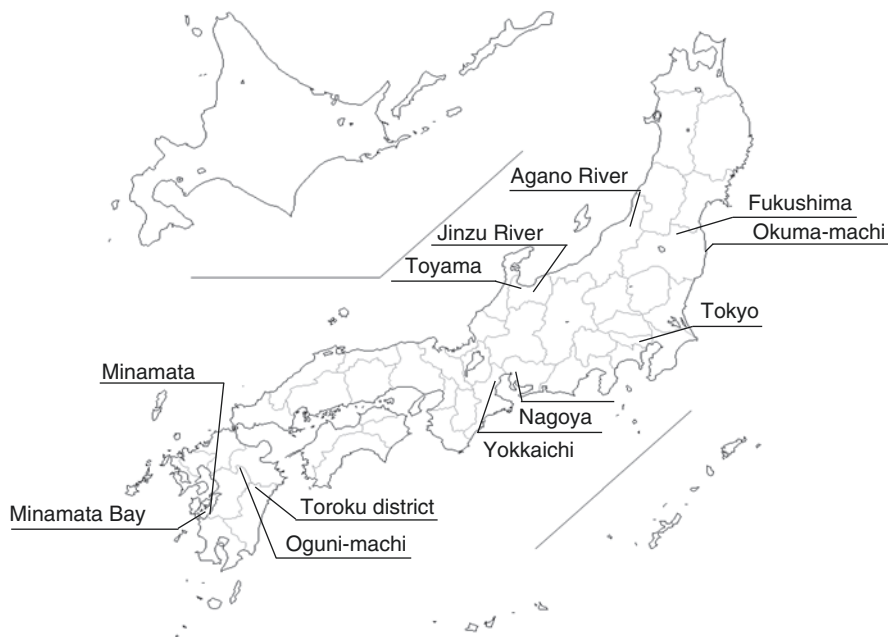 Agano River
Fukushima
Jinzu River
Okuma-machi
Toyama
Tokyo
Minamata
Nagoya
Yokkaichi
Toroku district
Minamata Bay
Oguni-machi